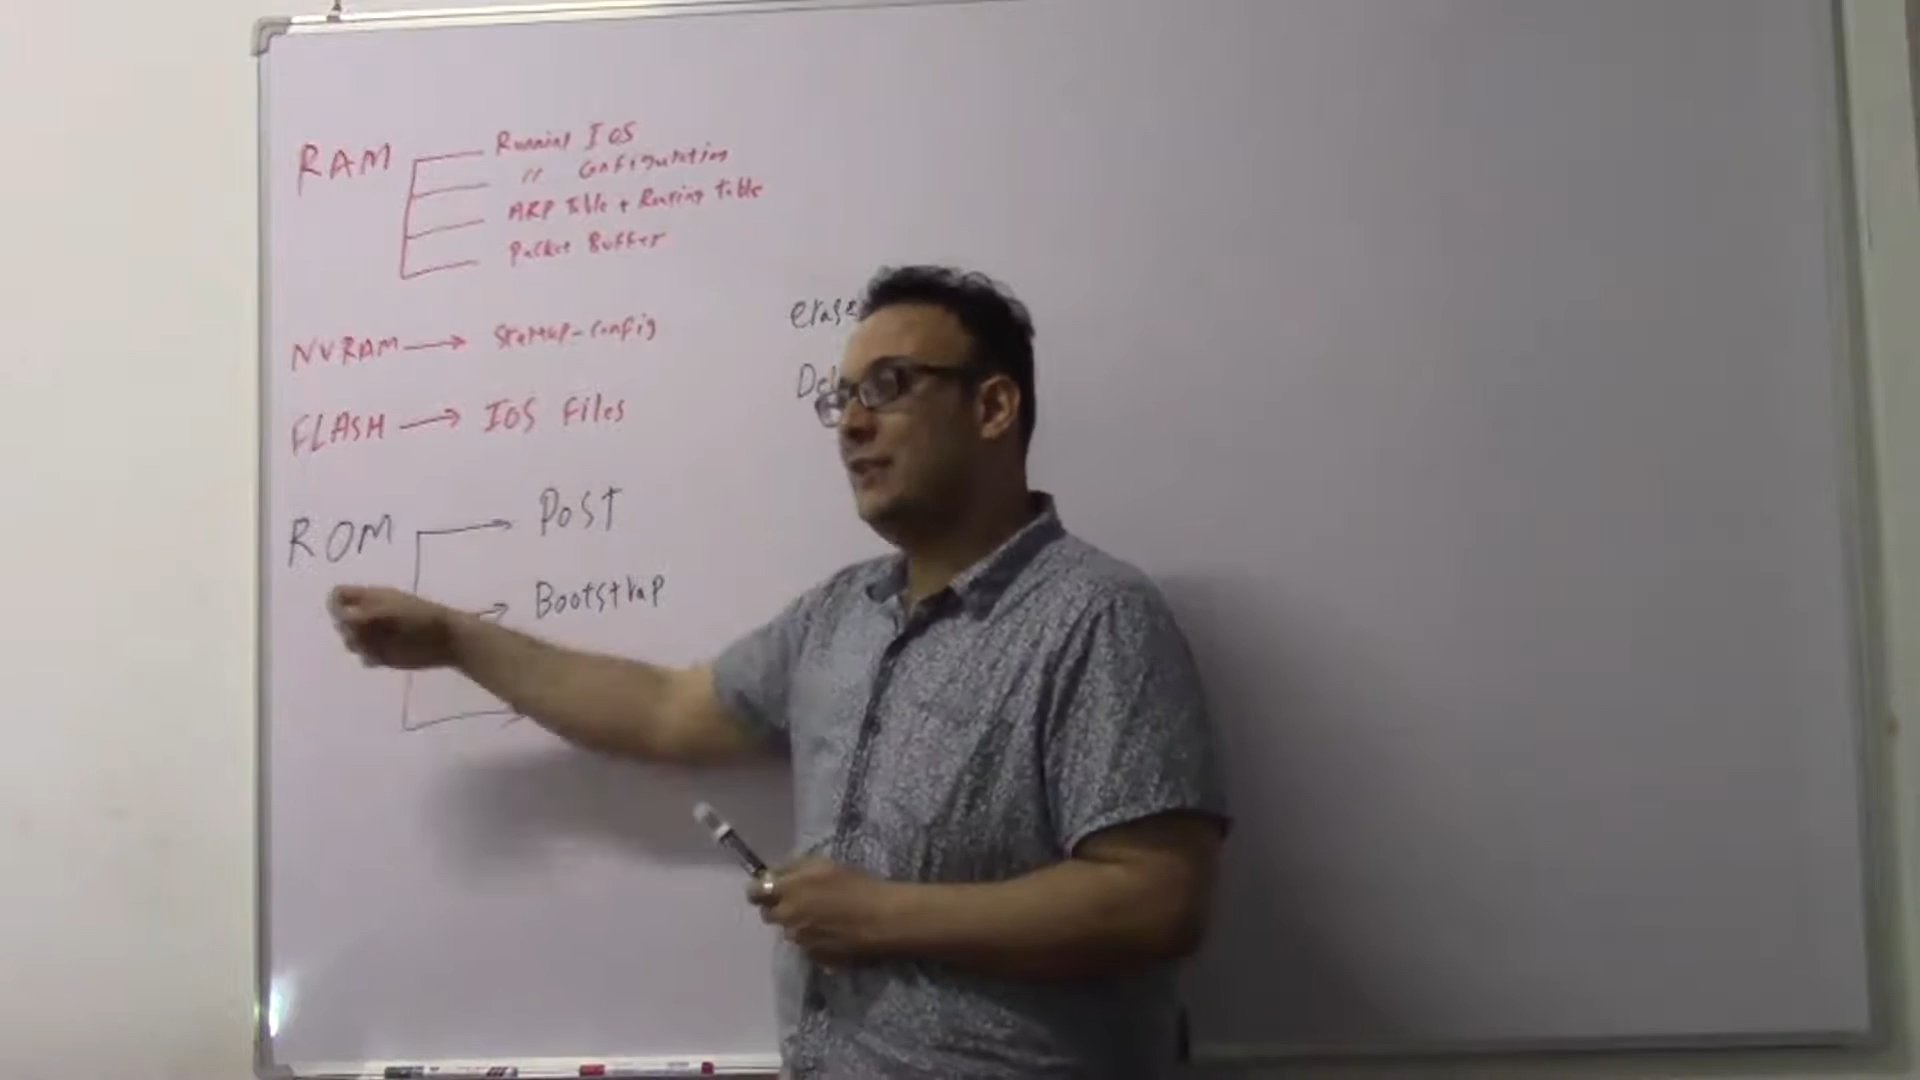 RAM
Running IOS
" Configuration
ARP Table + Routing table
Packet Buffer
NVRAM → Startup-config
erase
FLASH → IOS Files
ROM
Post
Bootstrap